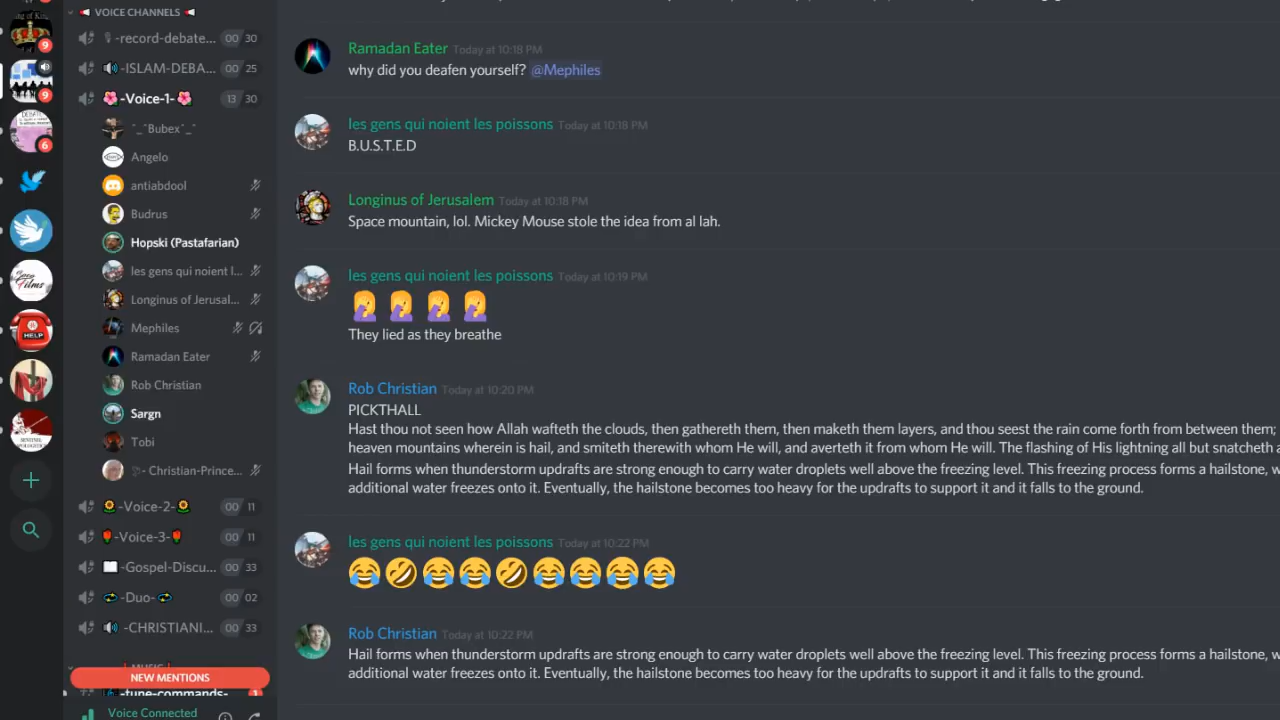 VOICE CHANNELS
-record-debate... 00 30
-ISLAM-DEBA... 00 25
-Voice-1- 13 30
^_^Bubex^_^
Angelo
antiabdool
Budrus
Hopski (Pastafarian)
les gens qui noient l...
Longinus of Jerusal...
Mephiles
Ramadan Eater
Rob Christian
Sargn
Tobi
- Christian-Prince...
-Voice-2- 00 11
-Voice-3- 00 11
-Gospel-Discu... 00 33
-Duo- 00 02
-CHRISTIANI... 00 33
NEW MENTIONS
-tune-commands- 1
Voice Connected
9
9
6
HELP
Ramadan Eater Today at 10:18 PM
why did you deafen yourself? @Mephiles
les gens qui noient les poissons Today at 10:18 PM
B.U.S.T.E.D
Longinus of Jerusalem Today at 10:18 PM
Space mountain, lol. Mickey Mouse stole the idea from al lah.
les gens qui noient les poissons Today at 10:19 PM
🤦 🤦 🤦 🤦
They lied as they breathe
Rob Christian Today at 10:20 PM
PICKTHALL
Hast thou not seen how Allah wafteth the clouds, then gathereth them, then maketh them layers, and thou seest the rain come forth from between them;
heaven mountains wherein is hail, and smiteth therewith whom He will, and averteth it from whom He will. The flashing of His lightning all but snatcheth a
Hail forms when thunderstorm updrafts are strong enough to carry water droplets well above the freezing level. This freezing process forms a hailstone, w
additional water freezes onto it. Eventually, the hailstone becomes too heavy for the updrafts to support it and it falls to the ground.
les gens qui noient les poissons Today at 10:22 PM
😂🤣😂😂🤣😂😂😂😂
Rob Christian Today at 10:22 PM
Hail forms when thunderstorm updrafts are strong enough to carry water droplets well above the freezing level. This freezing process forms a hailstone, w
additional water freezes onto it. Eventually, the hailstone becomes too heavy for the updrafts to support it and it falls to the ground.